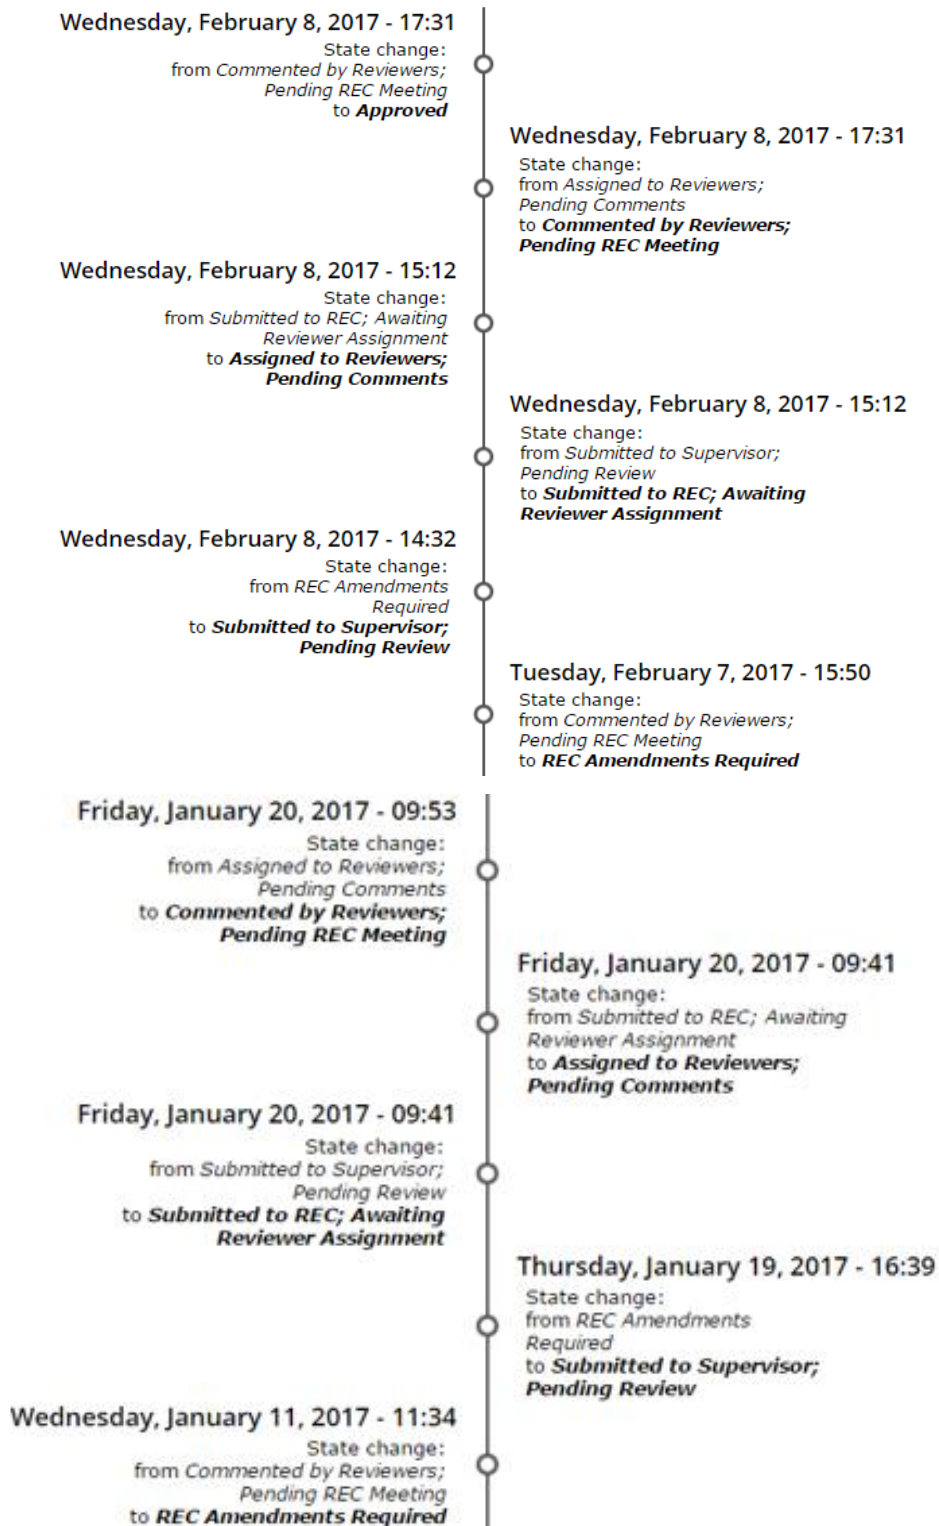 Wednesday, February 8, 2017 - 17:31
State change:
from Commented by Reviewers;
Pending REC Meeting
to Approved
Wednesday, February 8, 2017 - 17:31
State change:
from Assigned to Reviewers;
Pending Comments
to Commented by Reviewers;
Pending REC Meeting
Wednesday, February 8, 2017 - 15:12
State change:
from Submitted to REC; Awaiting
Reviewer Assignment
to Assigned to Reviewers;
Pending Comments
Wednesday, February 8, 2017 - 15:12
State change:
from Submitted to Supervisor;
Pending Review
to Submitted to REC; Awaiting
Reviewer Assignment
Wednesday, February 8, 2017 - 14:32
State change:
from REC Amendments
Required
to Submitted to Supervisor;
Pending Review
Tuesday, February 7, 2017 - 15:50
State change:
from Commented by Reviewers;
Pending REC Meeting
to REC Amendments Required
Friday, January 20, 2017 - 09:53
State change:
from Assigned to Reviewers;
Pending Comments
to Commented by Reviewers;
Pending REC Meeting
Friday, January 20, 2017 - 09:41
State change:
from Submitted to REC; Awaiting
Reviewer Assignment
to Assigned to Reviewers;
Pending Comments
Friday, January 20, 2017 - 09:41
State change:
from Submitted to Supervisor;
Pending Review
to Submitted to REC; Awaiting
Reviewer Assignment
Thursday, January 19, 2017 - 16:39
State change:
from REC Amendments
Required
to Submitted to Supervisor;
Pending Review
Wednesday, January 11, 2017 - 11:34
State change:
from Commented by Reviewers;
Pending REC Meeting
to REC Amendments Required